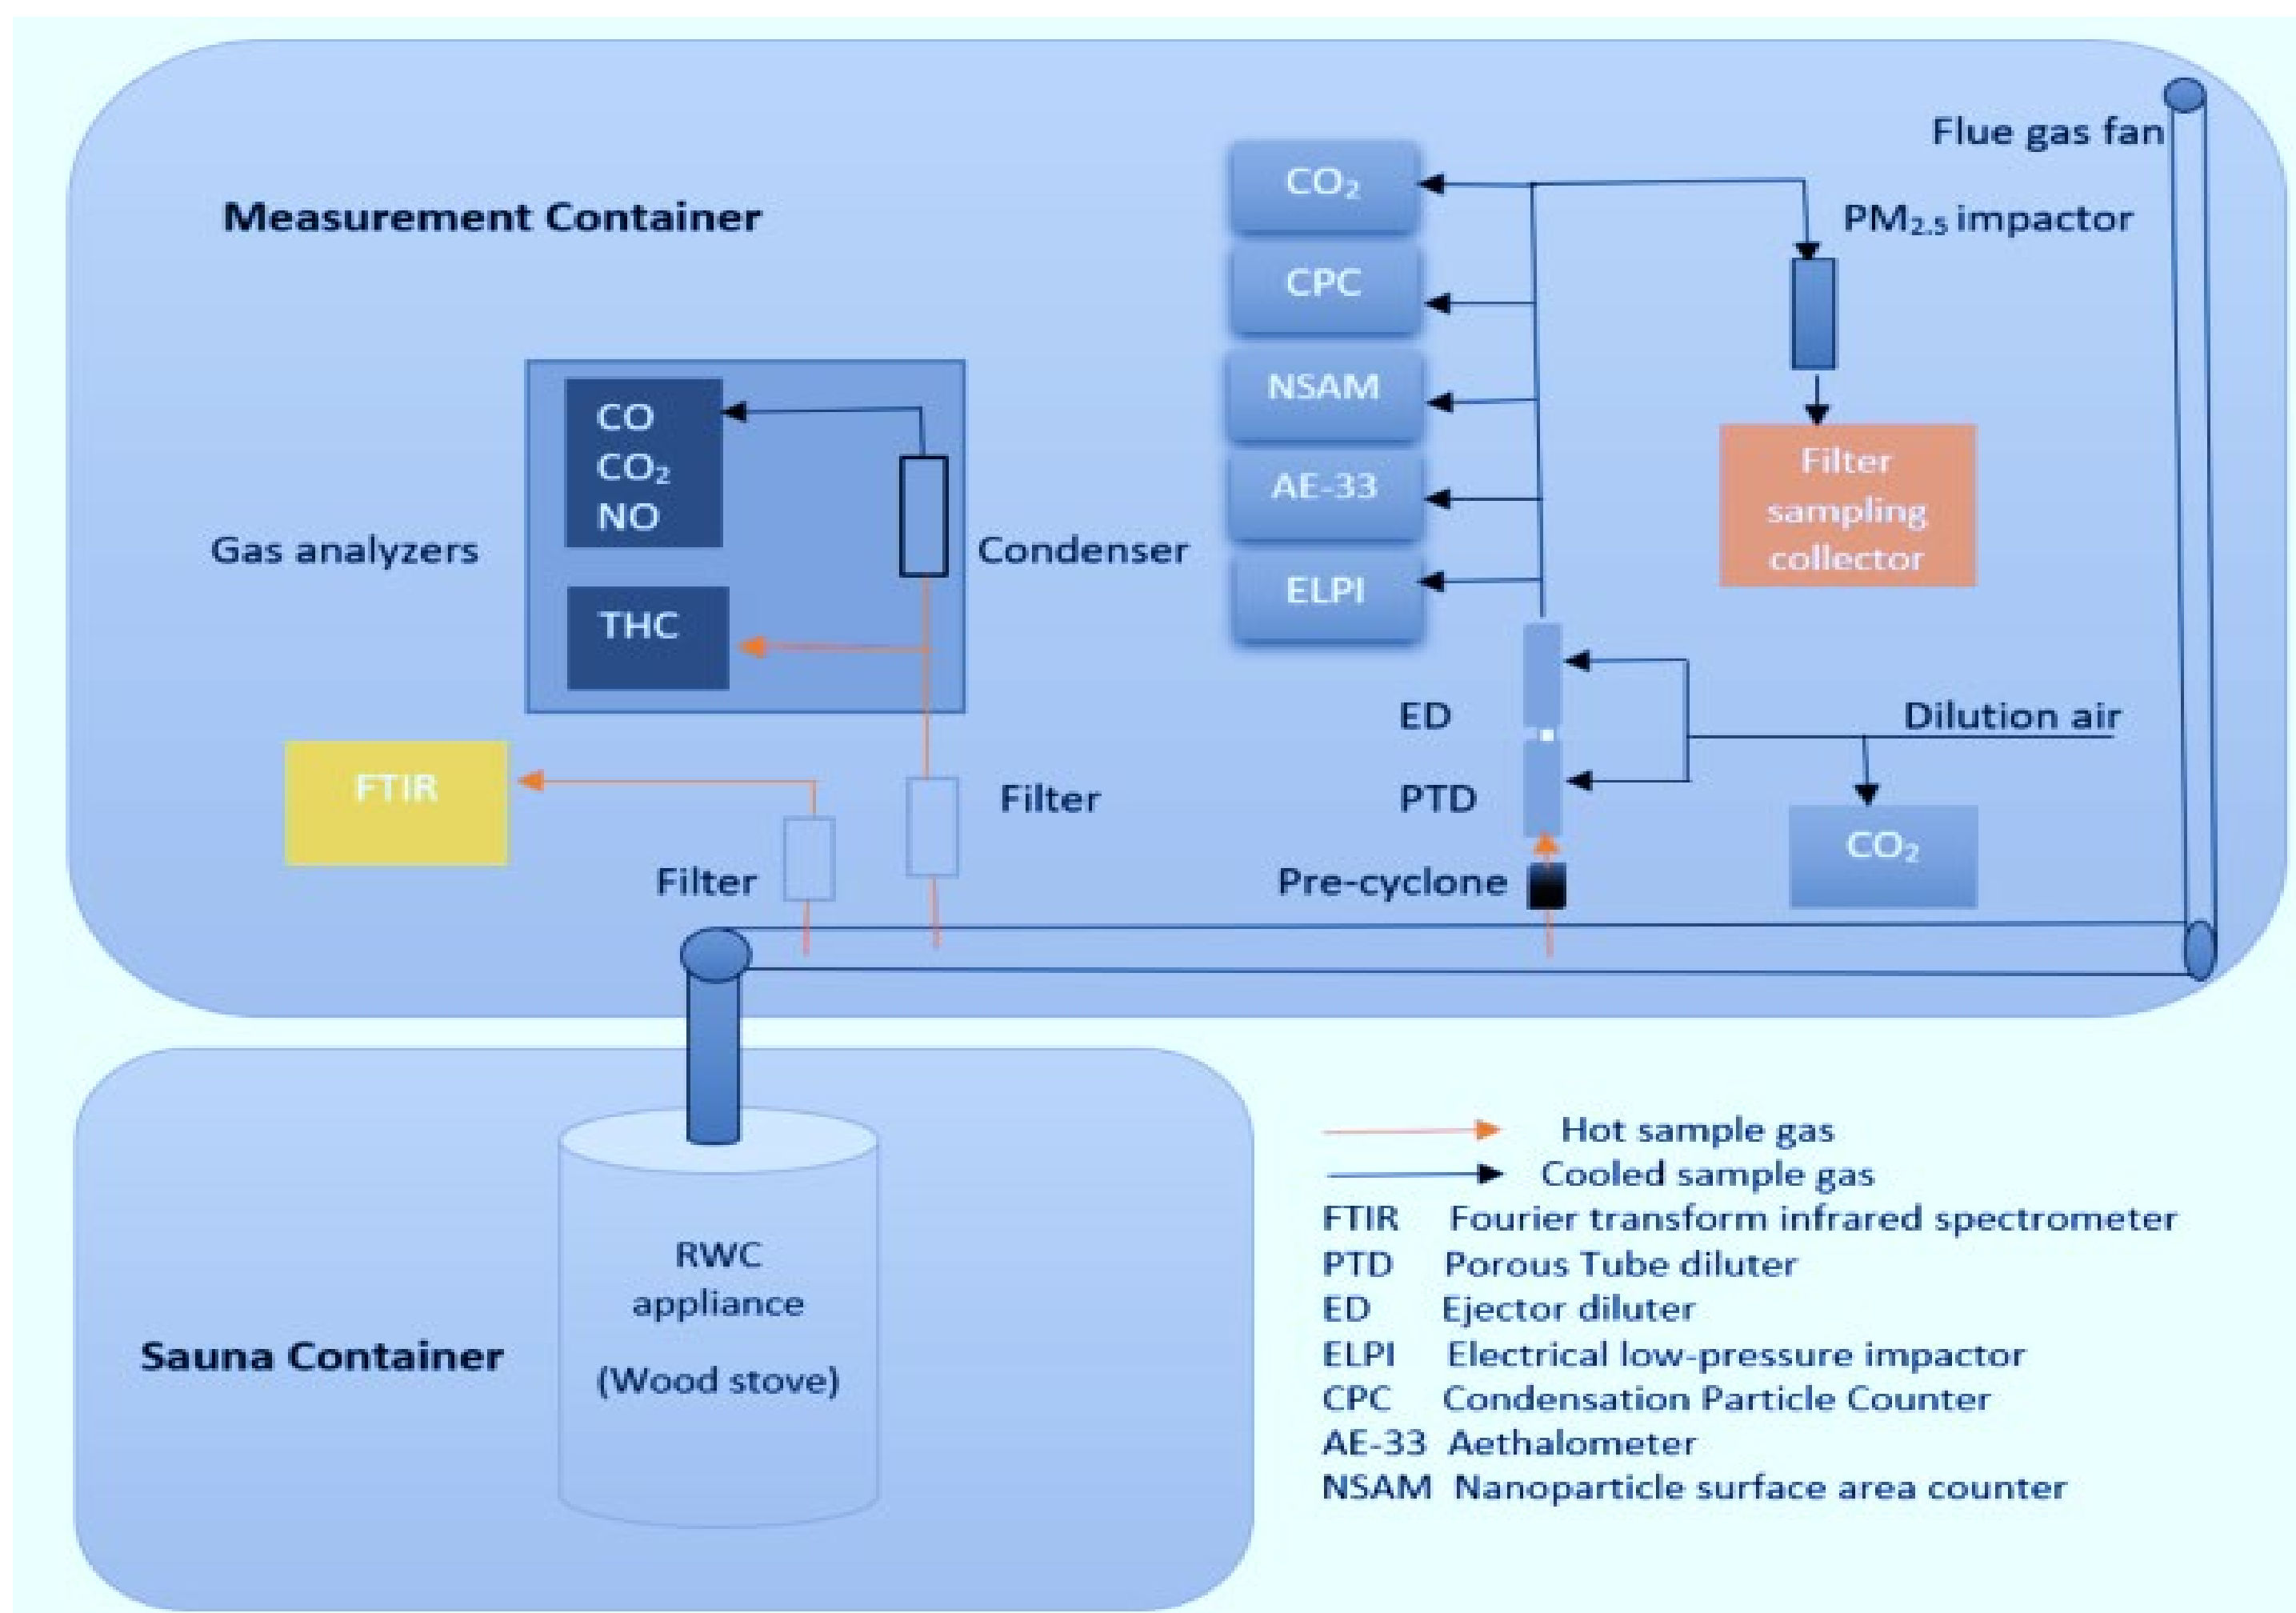 Flue gas fan
Measurement Container
CO₂
PM₂.₅ impactor
CPC
NSAM
AE-33
ELPI
Filter
sampling
collector
CO
CO₂
NO
Gas analyzers
Condenser
THC
ED
Dilution air
FTIR
Filter
PTD
CO₂
Filter
Pre-cyclone
RWC
appliance
(Wood stove)
Sauna Container
Hot sample gas
Cooled sample gas
FTIR Fourier transform infrared spectrometer
PTD Porous Tube diluter
ED Ejector diluter
ELPI Electrical low-pressure impactor
CPC Condensation Particle Counter
AE-33 Aethalometer
NSAM Nanoparticle surface area counter